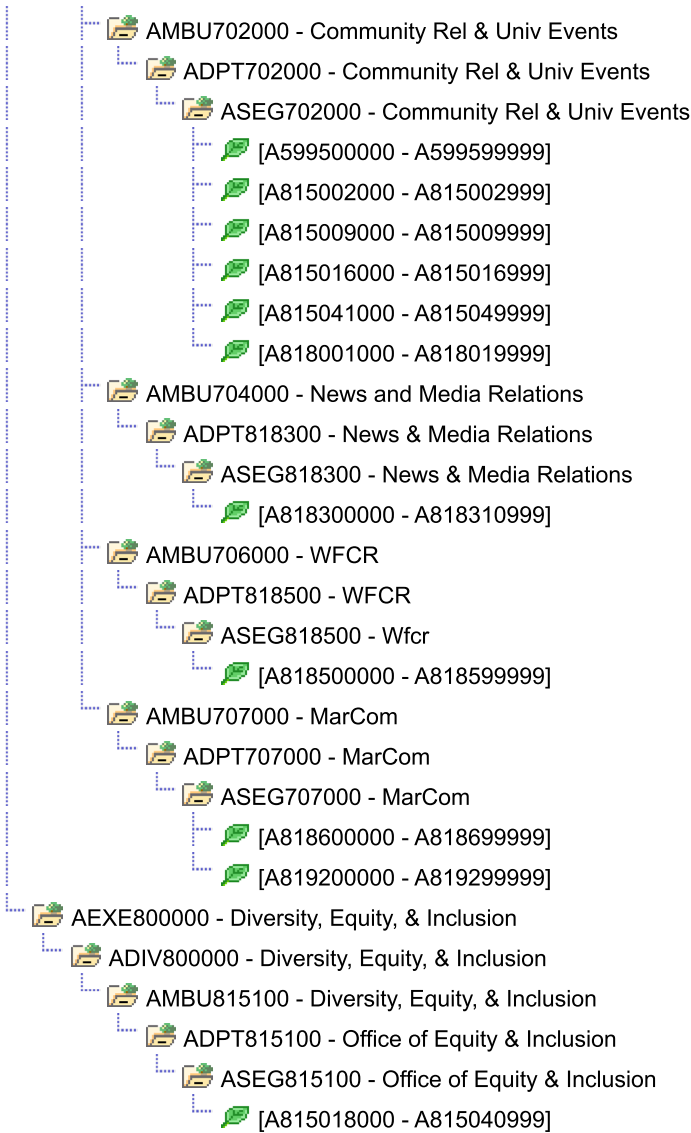 AMBU702000 - Community Rel & Univ Events
ADPT702000 - Community Rel & Univ Events
ASEG702000 - Community Rel & Univ Events
[A599500000 - A599599999]
[A815002000 - A815002999]
[A815009000 - A815009999]
[A815016000 - A815016999]
[A815041000 - A815049999]
[A818001000 - A818019999]
AMBU704000 - News and Media Relations
ADPT818300 - News & Media Relations
ASEG818300 - News & Media Relations
[A818300000 - A818310999]
AMBU706000 - WFCR
ADPT818500 - WFCR
ASEG818500 - Wfcr
[A818500000 - A818599999]
AMBU707000 - MarCom
ADPT707000 - MarCom
ASEG707000 - MarCom
[A818600000 - A818699999]
[A819200000 - A819299999]
AEXE800000 - Diversity, Equity, & Inclusion
ADIV800000 - Diversity, Equity, & Inclusion
AMBU815100 - Diversity, Equity, & Inclusion
ADPT815100 - Office of Equity & Inclusion
ASEG815100 - Office of Equity & Inclusion
[A815018000 - A815040999]